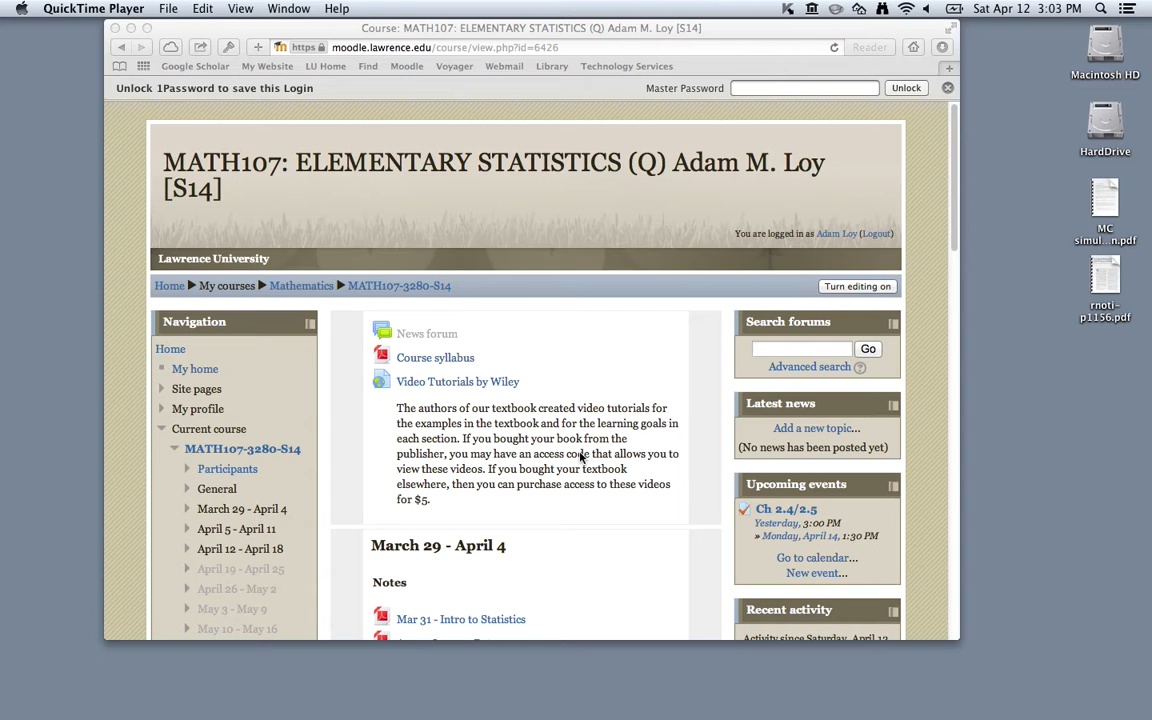 QuickTime Player File Edit View Window Help Sat Apr 12 3:03 PM
Course: MATH107: ELEMENTARY STATISTICS (Q) Adam M. Loy [S14]
https moodle.lawrence.edu/course/view.php?id=6426 Reader
Google Scholar My Website LU Home Find Moodle Voyager Webmail Library Technology Services
Unlock 1Password to save this Login Master Password Unlock
MATH107: ELEMENTARY STATISTICS (Q) Adam M. Loy
[S14]
You are logged in as Adam Loy (Logout)
Lawrence University
Home ▶ My courses ▶ Mathematics ▶ MATH107-3280-S14 Turn editing on
Navigation
Home
My home
Site pages
My profile
Current course
MATH107-3280-S14
Participants
General
March 29 - April 4
April 5 - April 11
April 12 - April 18
April 19 - April 25
April 26 - May 2
May 3 - May 9
May 10 - May 16
News forum
Course syllabus
Video Tutorials by Wiley
The authors of our textbook created video tutorials for
the examples in the textbook and for the learning goals in
each section. If you bought your book from the
publisher, you may have an access code that allows you to
view these videos. If you bought your textbook
elsewhere, then you can purchase access to these videos
for $5.
March 29 - April 4
Notes
Mar 31 - Intro to Statistics
Search forums
Go
Advanced search ?
Latest news
Add a new topic...
(No news has been posted yet)
Upcoming events
Ch 2.4/2.5
Yesterday, 3:00 PM
» Monday, April 14, 1:30 PM
Go to calendar...
New event...
Recent activity
Activity since Saturday, April 12
Macintosh HD
HardDrive
MC
simul...n.pdf
rnoti-
p1156.pdf